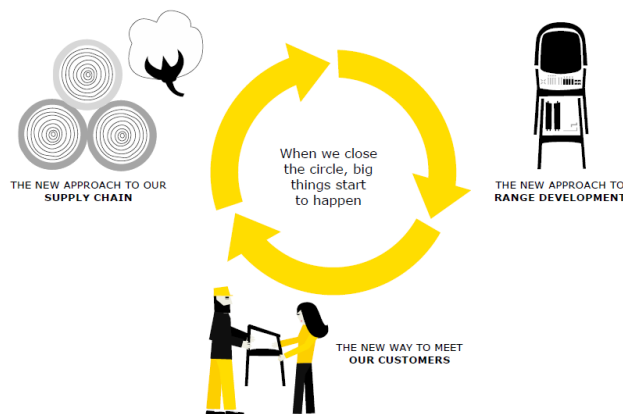 When we close
the circle, big
things start
to happen
THE NEW APPROACH TO OUR
SUPPLY CHAIN
THE NEW APPROACH TO
RANGE DEVELOPMENT
THE NEW WAY TO MEET
OUR CUSTOMERS